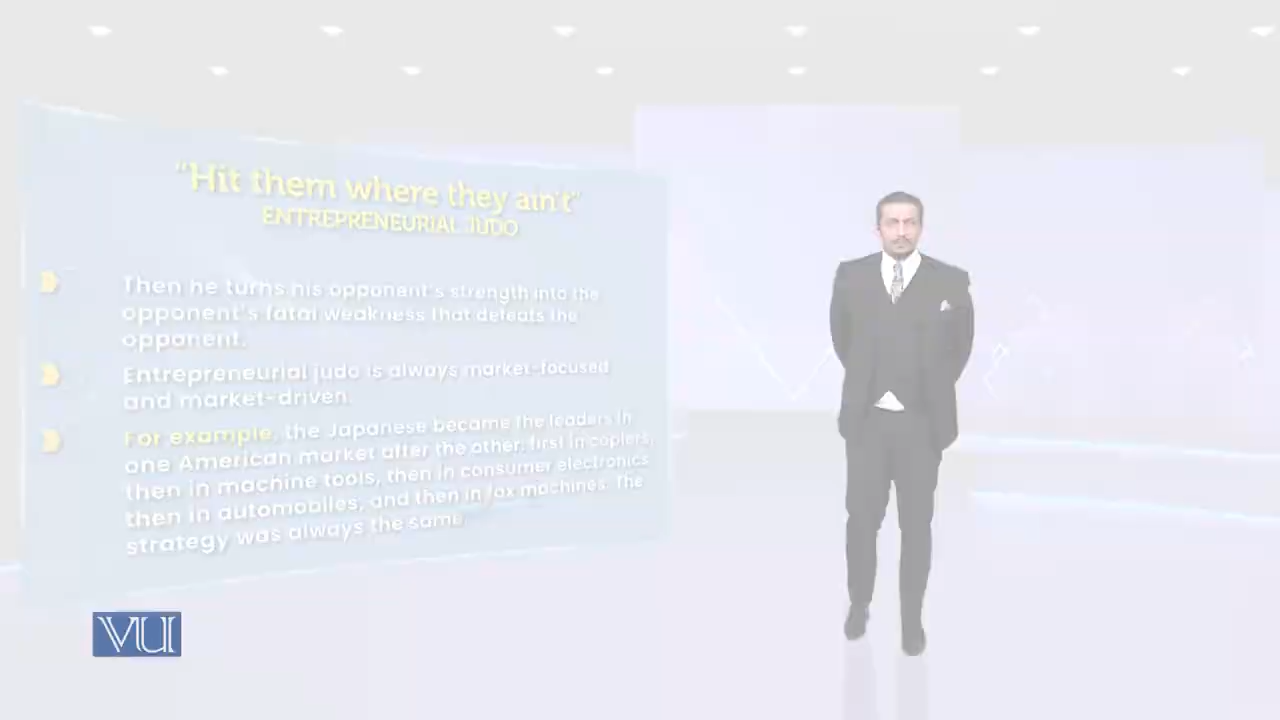 "Hit them where they ain't"
ENTREPRENEURIAL JUDO
Then he turns his opponent's strength into the
opponent's fatal weakness that defeats the
opponent.
Entrepreneurial judo is always market-focused
and market-driven
For example, the Japanese became the leaders in
one American market after the other: first in copiers,
then in machine tools, then in consumer electronics
then in automobiles, and then in fax machines. The
strategy was always the same
VU